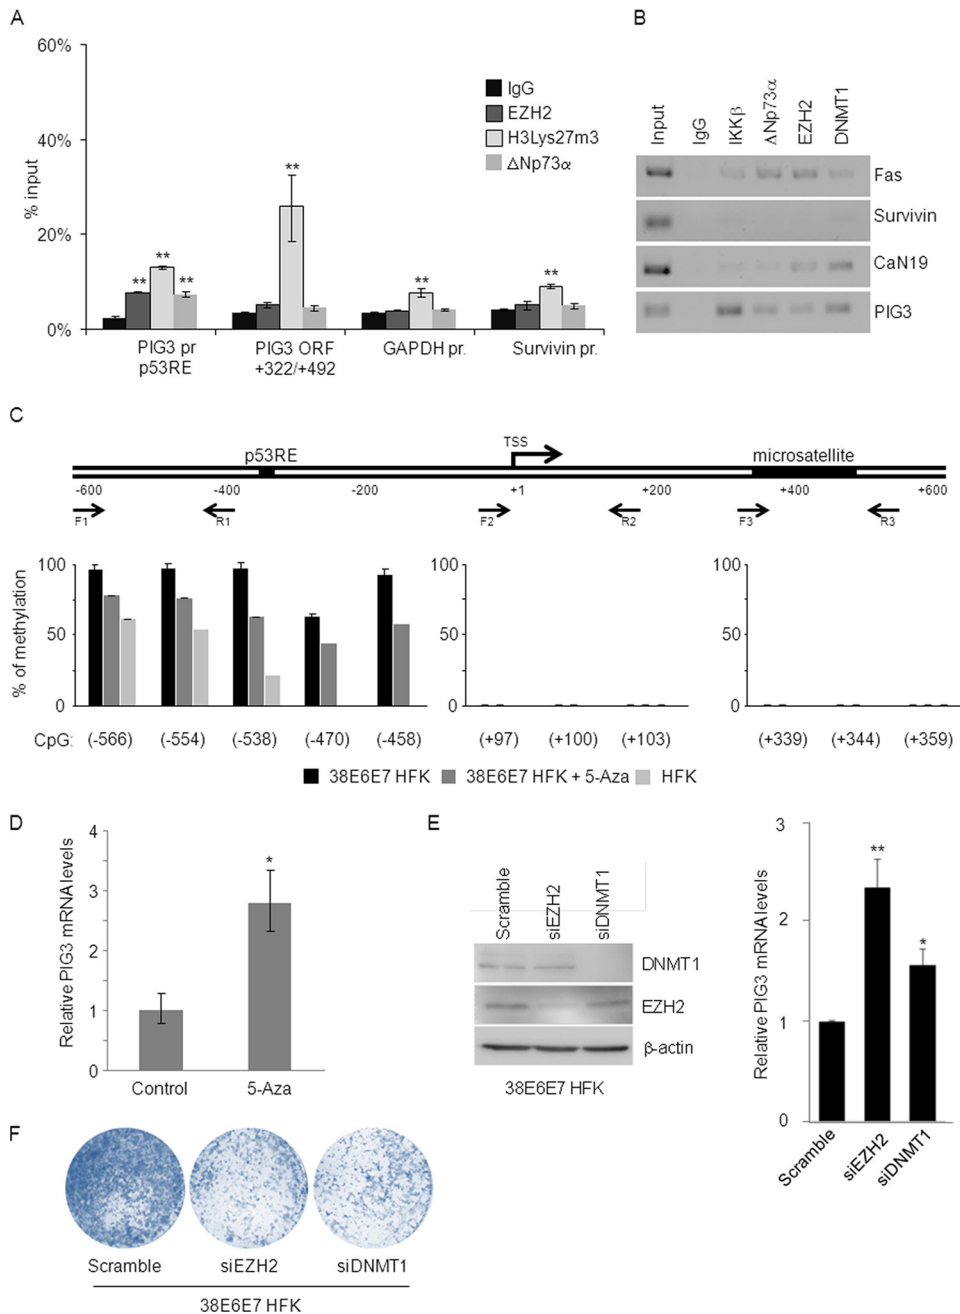 A
60%
40%
20%
0%
% input
IgG
EZH2
H3Lys27m3
ΔNp73α
**
**
**
**
**
**
PIG3 pr
p53RE
PIG3 ORF
+322/+492
GAPDH pr.
Survivin pr.
B
Input
IgG
IKKβ
ΔNp73α
EZH2
DNMT1
Fas
Survivin
CaN19
PIG3
C
p53RE
TSS
microsatellite
-600
-400
-200
+1
+200
+400
+600
F1
R1
F2
R2
F3
R3
% of methylation
100
50
0
100
50
0
100
50
0
CpG:
(-566)
(-554)
(-538)
(-470)
(-458)
(+97)
(+100)
(+103)
(+339)
(+344)
(+359)
38E6E7 HFK
38E6E7 HFK + 5-Aza
HFK
D
Relative PIG3 mRNA levels
4
3
2
1
0
*
Control
5-Aza
E
Scramble
siEZH2
siDNMT1
DNMT1
EZH2
β-actin
38E6E7 HFK
Relative PIG3 mRNA levels
3
2
1
0
**
*
Scramble
siEZH2
siDNMT1
F
Scramble
siEZH2
siDNMT1
38E6E7 HFK